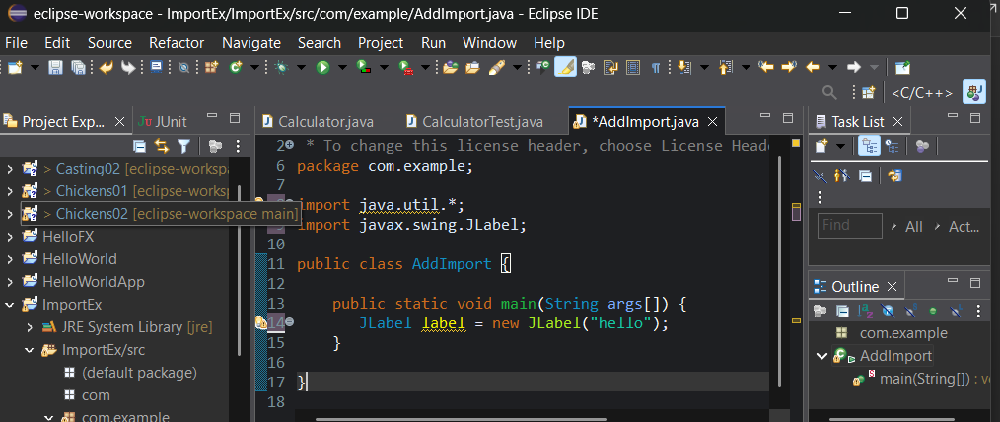 eclipse-workspace - ImportEx/ImportEx/src/com/example/AddImport.java - Eclipse IDE
File Edit Source Refactor Navigate Search Project Run Window Help
<C/C++>
Project Exp...
JUnit
> Casting02 [eclipse-worksp
> Chickens01 [eclipse-works
> Chickens02 [eclipse-workspace main]
HelloFX
HelloWorld
HelloWorldApp
ImportEx
JRE System Library [jre]
ImportEx/src
(default package)
com
com.example
Calculator.java
CalculatorTest.java
*AddImport.java
2 * To change this license header, choose License Head
6 package com.example;
7
import java.util.*;
import javax.swing.JLabel;
10
11 public class AddImport {
12
13 public static void main(String args[]) {
14 JLabel label = new JLabel("hello");
15 }
16
17 }
18
Task List
Find
All
Act...
Outline
com.example
AddImport
main(String[]) : v